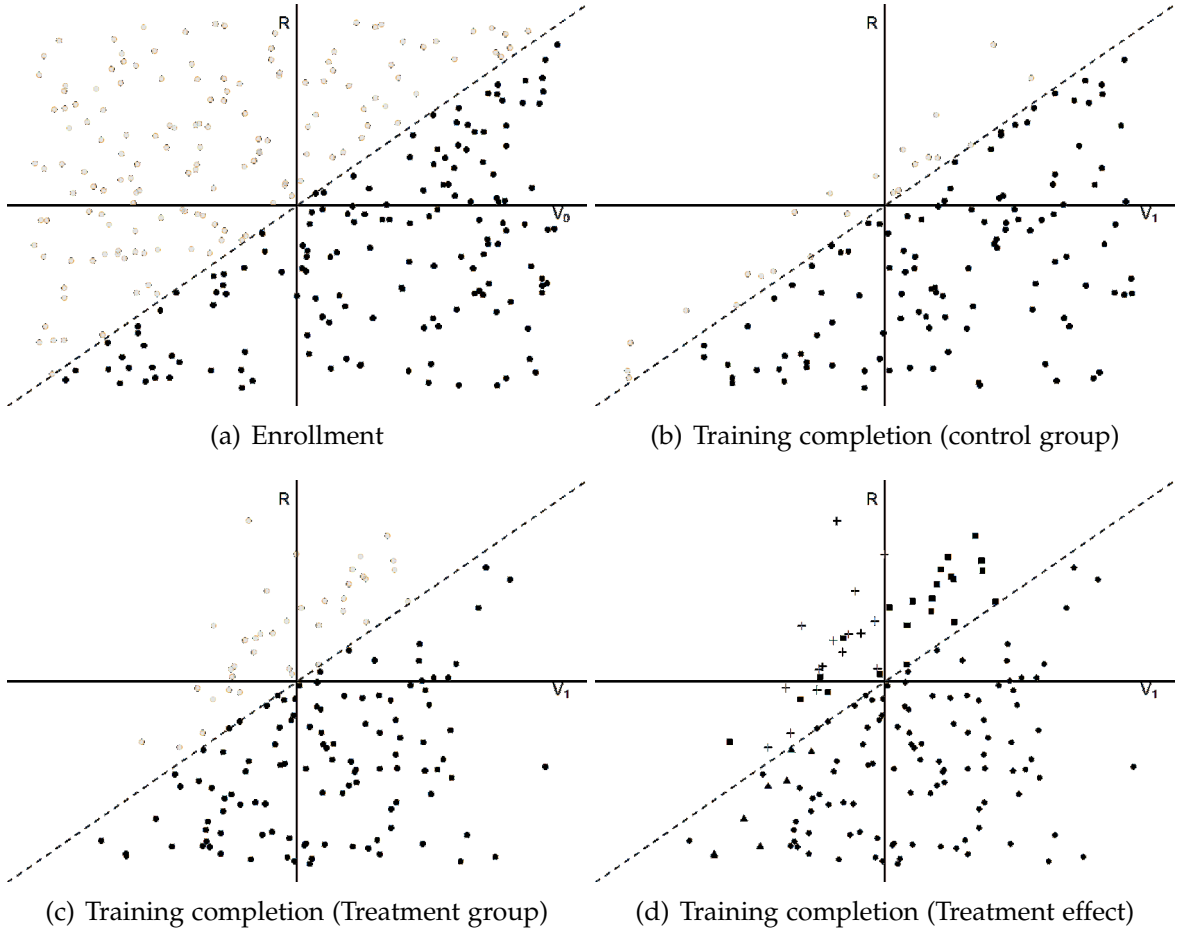 R
R
V₀
V₁
(a) Enrollment
(b) Training completion (control group)
R
R
V₁
V₁
(c) Training completion (Treatment group)
(d) Training completion (Treatment effect)